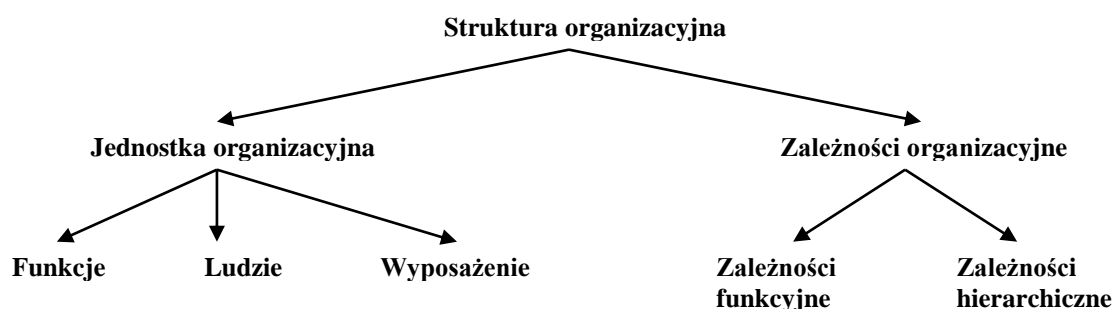 Struktura organizacyjna
Jednostka organizacyjna
Zależności organizacyjne
Funkcje
Ludzie
Wyposażenie
Zależności
funkcyjne
Zależności
hierarchiczne